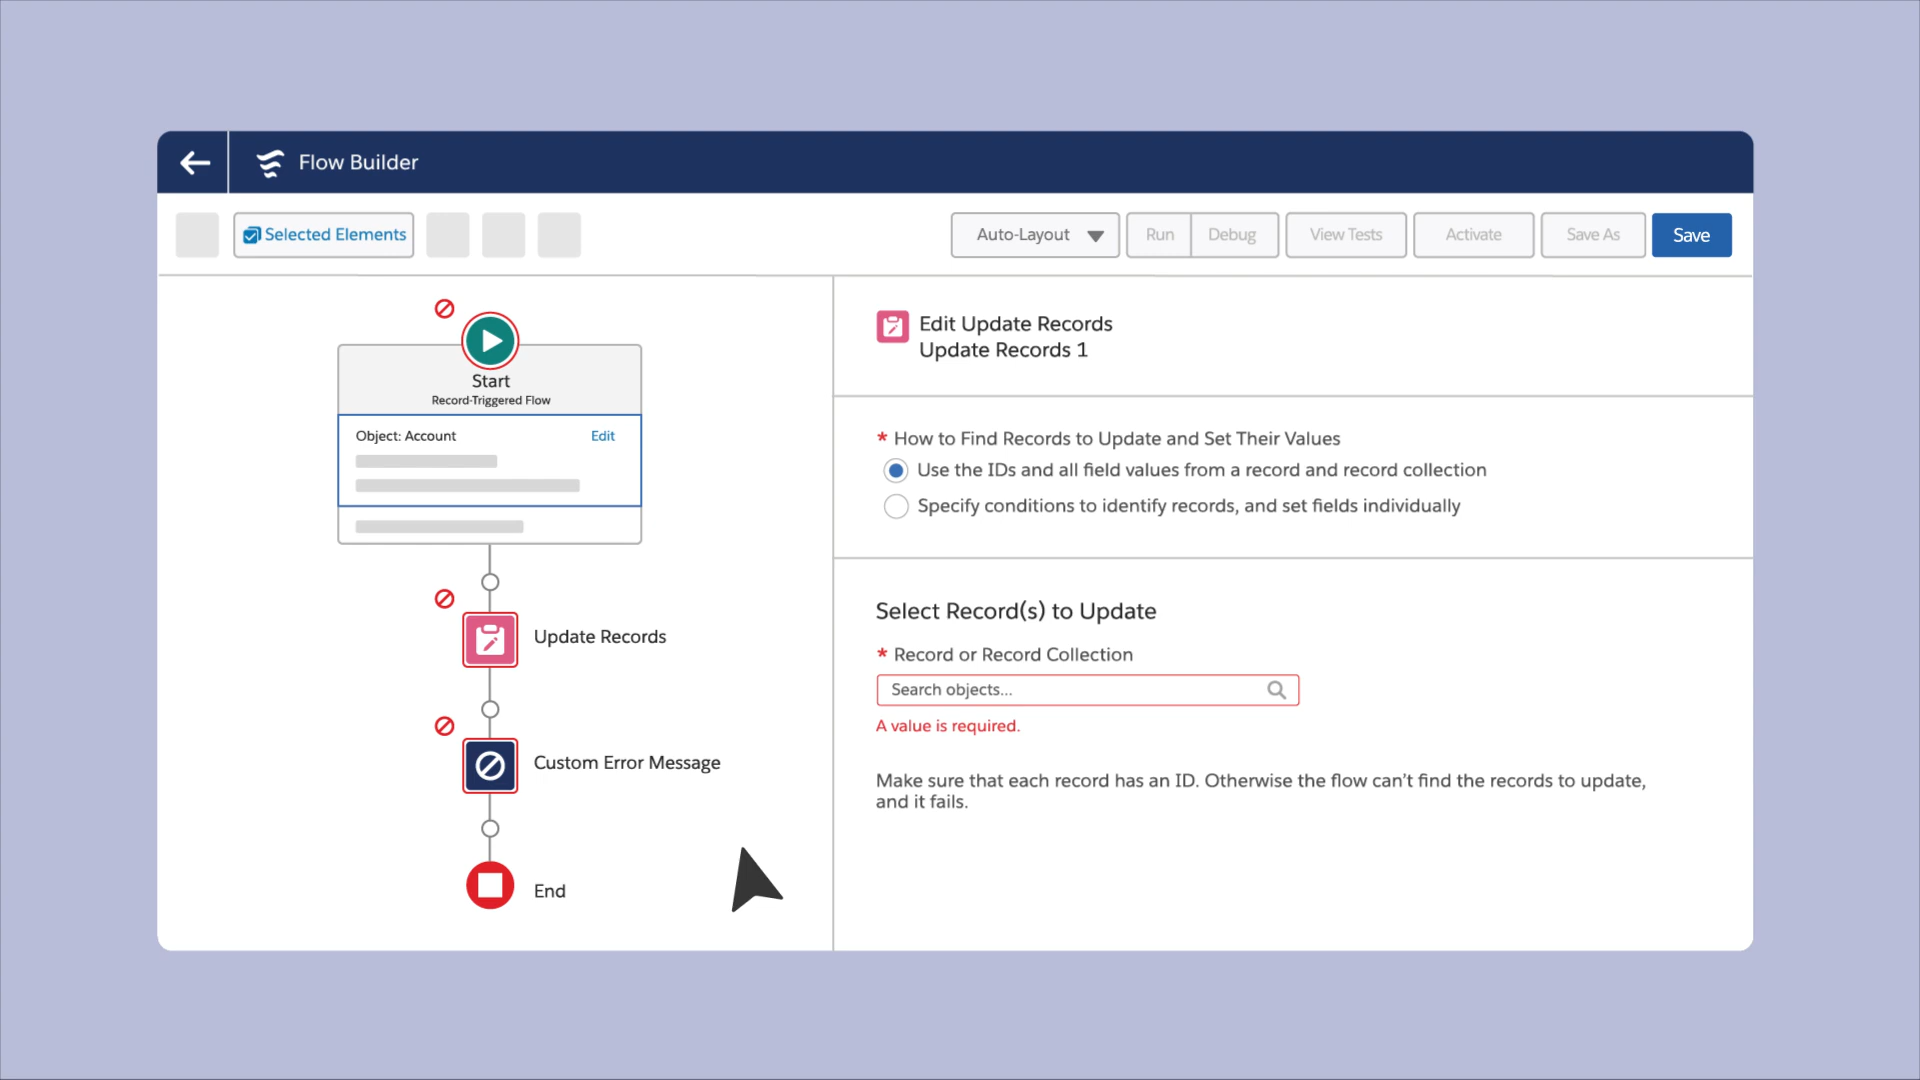 Flow Builder
Selected Elements
Auto-Layout
Run
Debug
View Tests
Activate
Save As
Save
Start
Record-Triggered Flow
Object: Account
Edit
Update Records
Custom Error Message
End
Edit Update Records
Update Records 1
* How to Find Records to Update and Set Their Values
Use the IDs and all field values from a record and record collection
Specify conditions to identify records, and set fields individually
Select Record(s) to Update
* Record or Record Collection
Search objects...
A value is required.
Make sure that each record has an ID. Otherwise the flow can’t find the records to update,
and it fails.